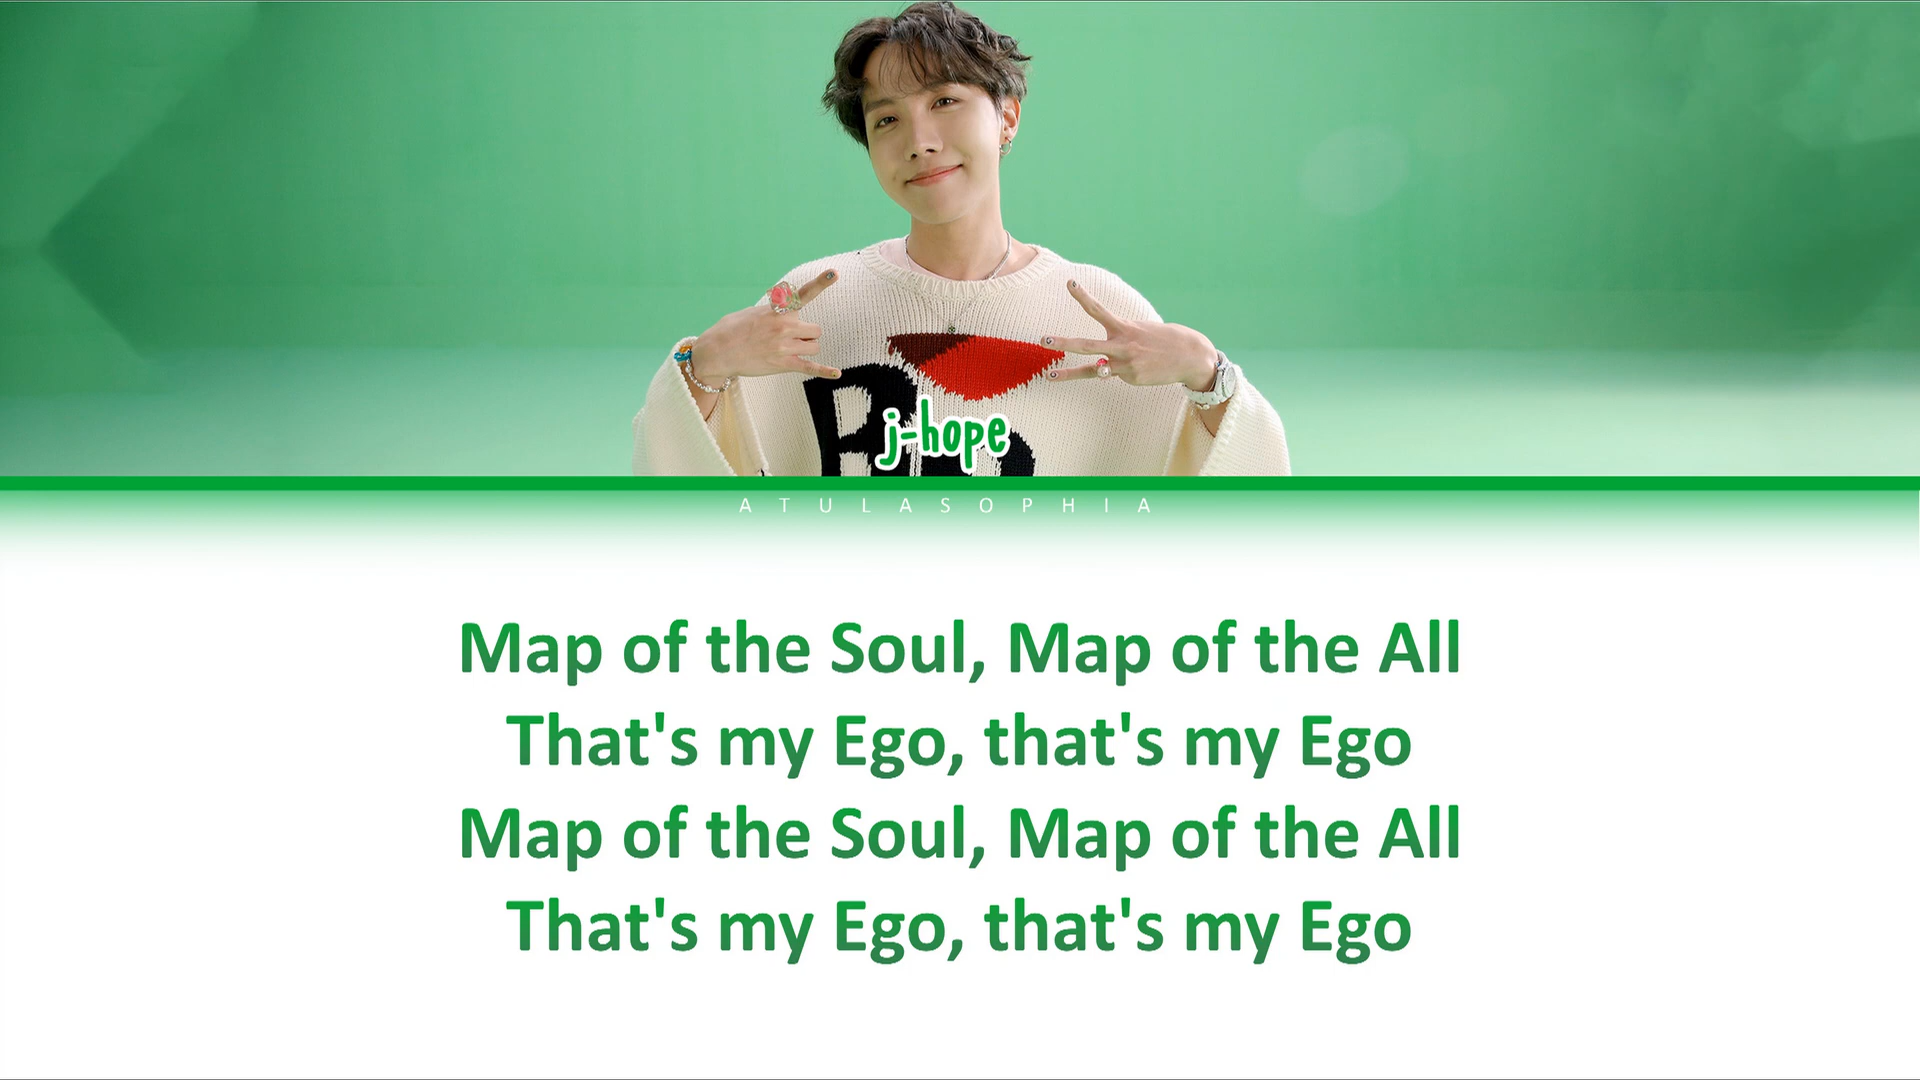 j-hope
ATULASOPHIA
Map of the Soul, Map of the All
That's my Ego, that's my Ego
Map of the Soul, Map of the All
That's my Ego, that's my Ego